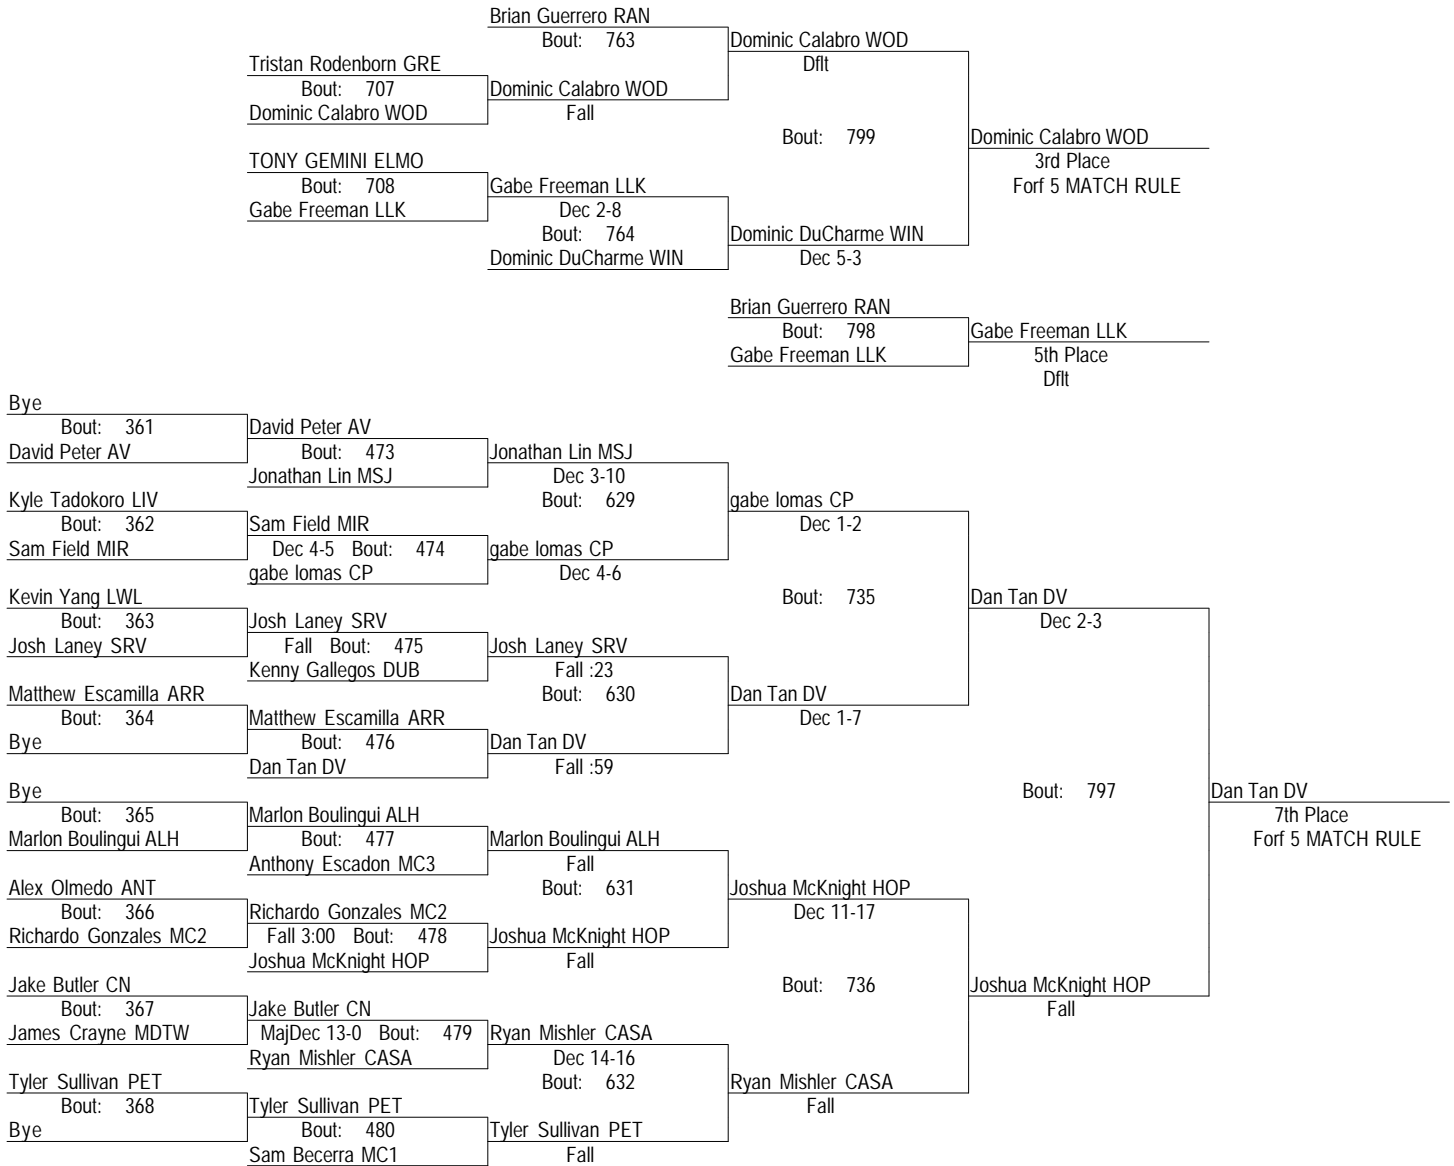 Brian Guerrero RAN
Bout: 763
Dominic Calabro WOD
Dflt
Tristan Rodenborn GRE
Bout: 707
Dominic Calabro WOD
Dominic Calabro WOD
Fall
Bout: 799
Dominic Calabro WOD
3rd Place
Forf 5 MATCH RULE
TONY GEMINI ELMO
Bout: 708
Gabe Freeman LLK
Gabe Freeman LLK
Dec 2-8
Bout: 764
Dominic DuCharme WIN
Dominic DuCharme WIN
Dec 5-3
Brian Guerrero RAN
Bout: 798
Gabe Freeman LLK
Gabe Freeman LLK
5th Place
Dflt
Bye
Bout: 361
David Peter AV
David Peter AV
Bout: 473
Jonathan Lin MSJ
Jonathan Lin MSJ
Dec 3-10
Bout: 629
Kyle Tadokoro LIV
Bout: 362
Sam Field MIR
Sam Field MIR
Dec 4-5 Bout: 474
gabe lomas CP
gabe lomas CP
Dec 4-6
gabe lomas CP
Dec 1-2
Kevin Yang LWL
Bout: 363
Josh Laney SRV
Josh Laney SRV
Fall Bout: 475
Kenny Gallegos DUB
Josh Laney SRV
Fall :23
Bout: 630
Bout: 735
Dan Tan DV
Dec 2-3
Matthew Escamilla ARR
Bout: 364
Bye
Matthew Escamilla ARR
Bout: 476
Dan Tan DV
Dan Tan DV
Fall :59
Dan Tan DV
Dec 1-7
Bye
Bout: 365
Marlon Boulingui ALH
Marlon Boulingui ALH
Bout: 477
Anthony Escadon MC3
Marlon Boulingui ALH
Fall
Bout: 631
Bout: 797
Dan Tan DV
7th Place
Forf 5 MATCH RULE
Alex Olmedo ANT
Bout: 366
Richardo Gonzales MC2
Richardo Gonzales MC2
Fall 3:00 Bout: 478
Joshua McKnight HOP
Joshua McKnight HOP
Fall
Joshua McKnight HOP
Dec 11-17
Jake Butler CN
Bout: 367
James Crayne MDTW
Jake Butler CN
MajDec 13-0 Bout: 479
Ryan Mishler CASA
Ryan Mishler CASA
Dec 14-16
Bout: 632
Bout: 736
Joshua McKnight HOP
Fall
Tyler Sullivan PET
Bout: 368
Bye
Tyler Sullivan PET
Bout: 480
Sam Becerra MC1
Tyler Sullivan PET
Fall
Ryan Mishler CASA
Fall